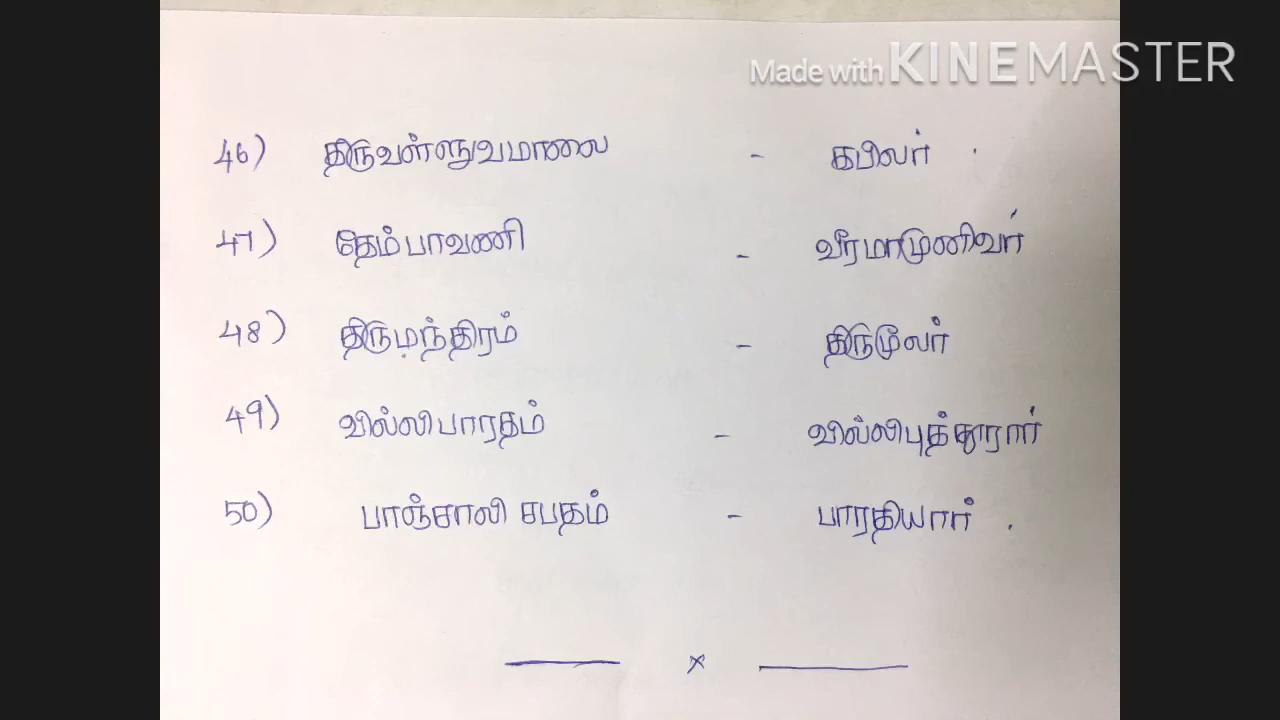 Made with KINEMASTER
46) திருவள்ளுவமாலை - கபிலர்.
47) தேம்பாவணி - வீரமாமுனிவர்
48) திருமந்திரம் - திருமூலர்
49) வில்லிபாரதம் - வில்லிபுத்தூரார்
50) பாஞ்சாலி சபதம் - பாரதியார்.
x